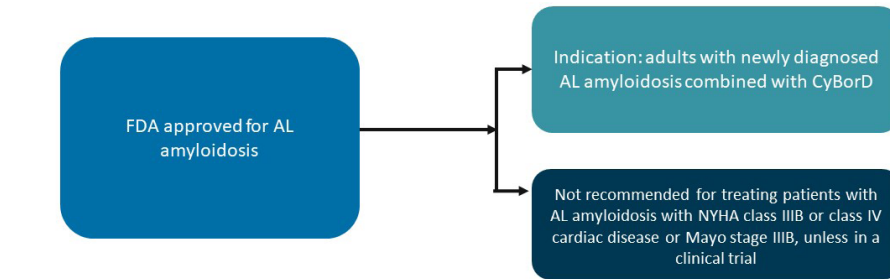 FDA approved for AL
amyloidosis
Indication: adults with newly diagnosed
AL amyloidosis combined with CyBorD
Not recommended for treating patients with
AL amyloidosis with NYHA class IIIB or class IV
cardiac disease or Mayo stage IIIB, unless in a
clinical trial